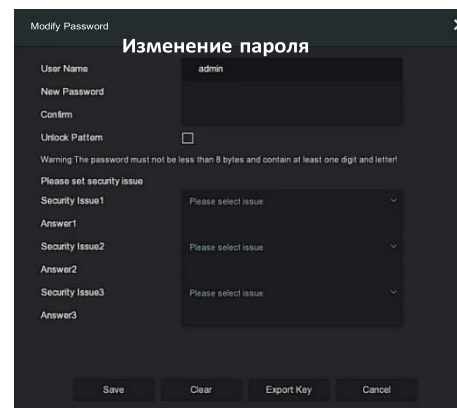 Modify Password
Изменение пароля
User Name admin
New Password
Confirm
Unlock Pattern
Warning:The password must not be less than 8 bytes and contain at least one digit and letter!
Please set security issue
Security Issue1 Please select issue
Answer1
Security Issue2 Please select issue
Answer2
Security Issue3 Please select issue
Answer3
Save Clear Export Key Cancel